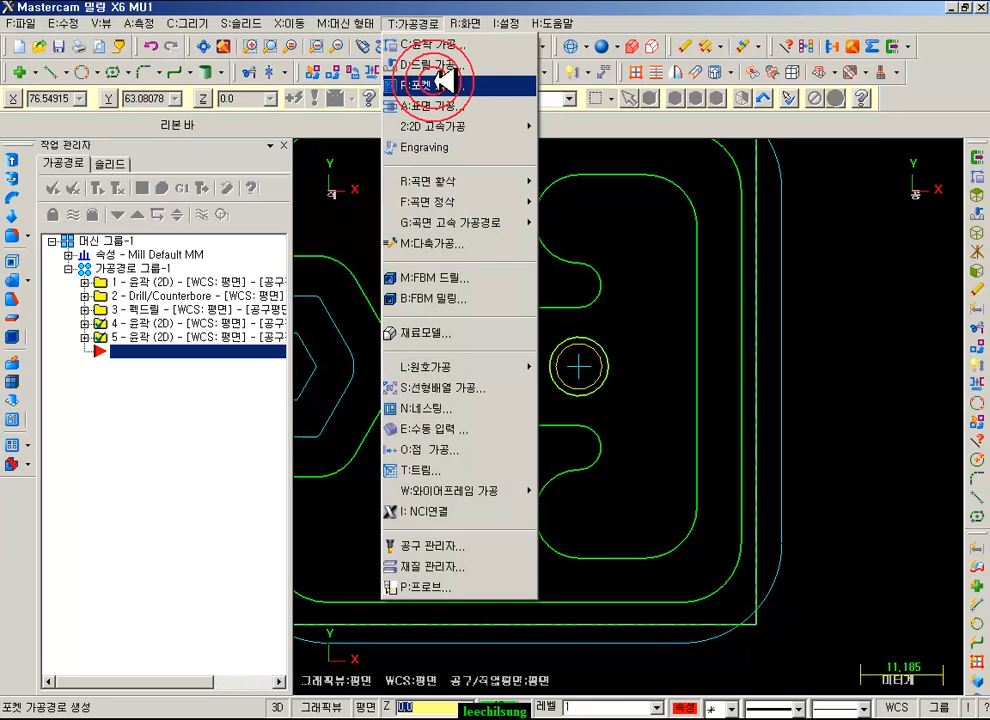 Mastercam 밀링 X6 MU1
F:파일 E:수정 V:뷰 A:측정 C:그리기 S:솔리드 X:이동 M:머신 형태 T:가공경로 R:화면 I:설정 H:도움말
X 76.54915 Y 63.08078 Z 0.0
리본 바
작업 관리자
가공경로 솔리드
G1
머신 그룹-1
속성 - Mill Default MM
가공경로 그룹-1
1 - 윤곽 (2D) - [WCS: 평면] - [공구
2 - Drill/Counterbore - [WCS: 평면]
3 - 펙드릴 - [WCS: 평면] - [공구평면
4 - 윤곽 (2D) - [WCS: 평면] - [공구
5 - 윤곽 (2D) - [WCS: 평면] - [공구
C:윤곽 가공...
D:드릴 가공...
P:포켓
A:표면 가공...
2:2D 고속가공
Engraving
R:곡면 황삭
F:곡면 정삭
G:곡면 고속 가공경로
M:다축가공...
M:FBM 드릴...
B:FBM 밀링...
재료모델...
L:원호가공
S:선형배열 가공...
N:네스팅...
E:수동 입력 ...
O:점 가공...
T:트림...
W:와이어프레임 가공
I: NCI연결
공구 관리자...
재질 관리자...
P:프로브...
Y
X
Y
X
Y
X
그래픽뷰:평면 WCS:평면 공구/작업평면:평면
11.185
미터계
포켓 가공경로 생성 3D 그래픽뷰 평면 Z 0.0 레벨 1 속성 WCS 그룹
leechilsung